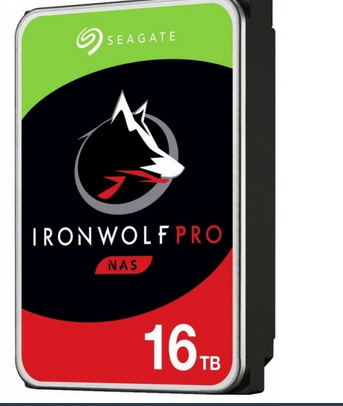 SEAGATE
IRONWOLF PRO
NAS
16TB